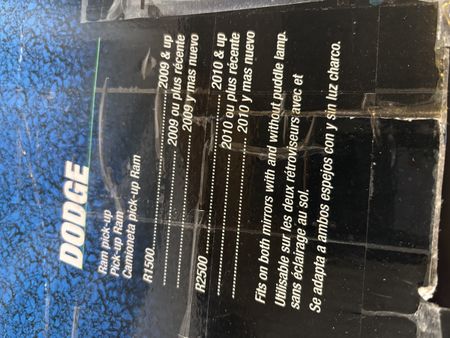 DODGE
Ram pick-up
Pick-up Ram
Camioneta pick-up Ram
R1500..............................2009 & up
..............................2009 ou plus récente
..............................2009 y mas nuevo
R2500..............................2010 & up
..............................2010 ou plus récente
..............................2010 y mas nuevo
Fits on both mirrors with and without puddle lamp.
Utilisable sur les deux rétroviseurs avec et
sans éclairage au sol.
Se adapta a amboos espejos con y sin luz charco.